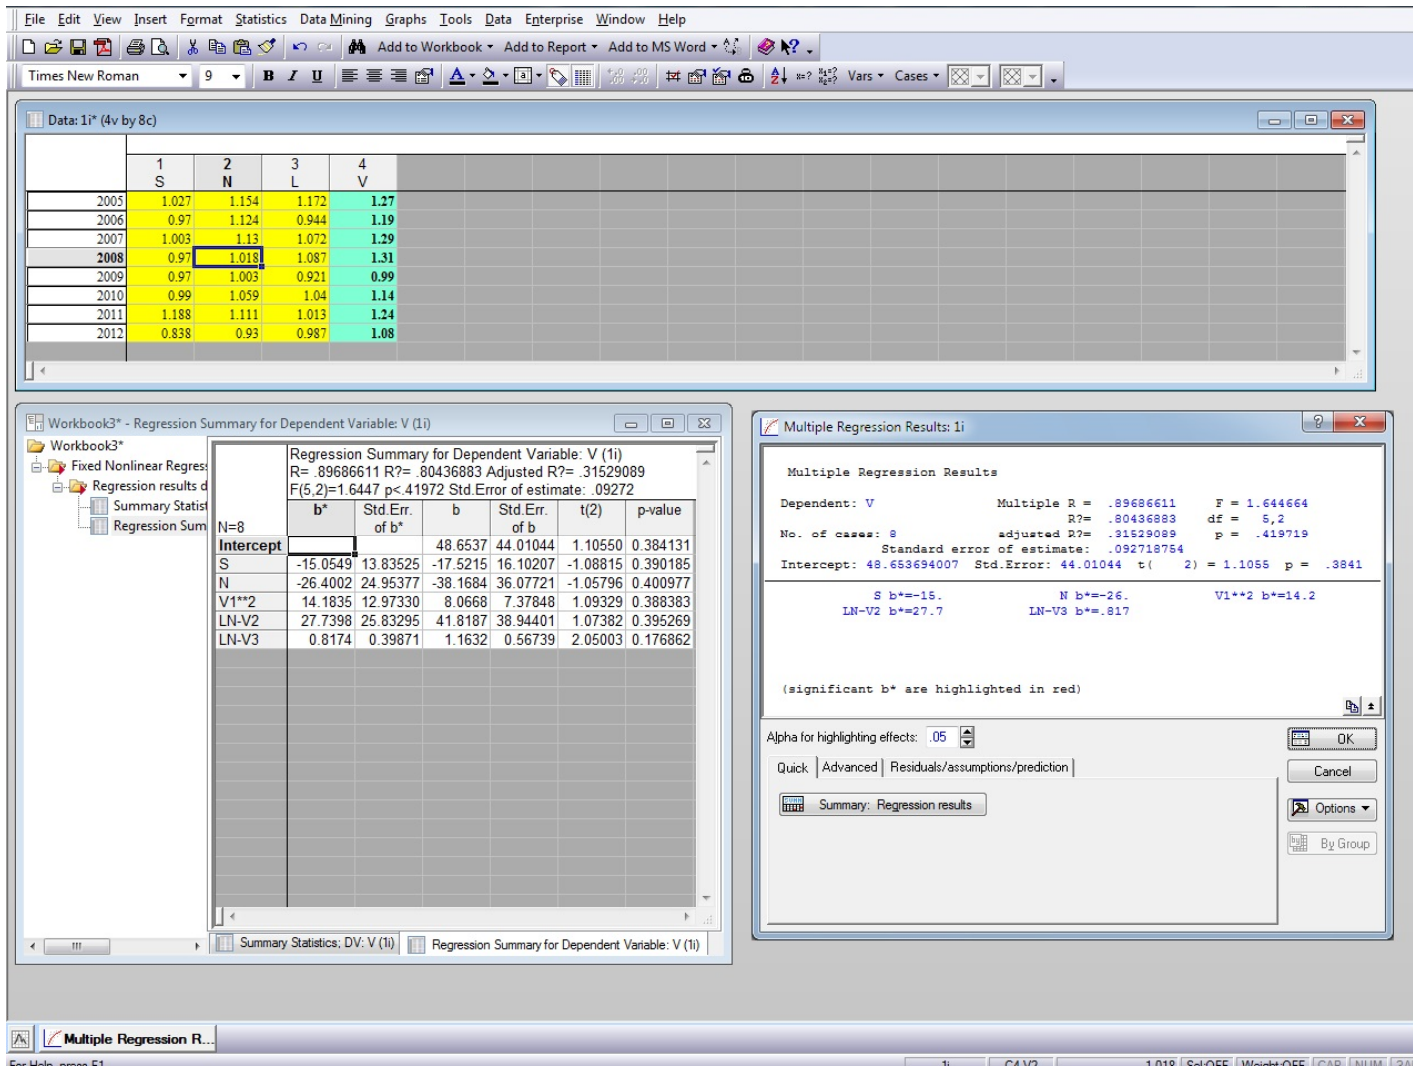 File Edit View Insert Format Statistics Data Mining Graphs Tools Data Enterprise Window Help
Add to Workbook Add to Report Add to MS Word
Times New Roman 9 B I U A Vars Cases
Data: 1i* (4v by 8c)
1 2 3 4
S N L V
2005 1.027 1.154 1.172 1.27
2006 0.97 1.124 0.944 1.19
2007 1.003 1.13 1.072 1.29
2008 0.97 1.018 1.087 1.31
2009 0.97 1.003 0.921 0.99
2010 0.99 1.059 1.04 1.14
2011 1.188 1.111 1.013 1.24
2012 0.838 0.93 0.987 1.08
Workbook3* - Regression Summary for Dependent Variable: V (1i)
Workbook3*
Fixed Nonlinear Regress
Regression results d
Summary Statist
Regression Sum
Regression Summary for Dependent Variable: V (1i)
R= .89686611 R?= .80436883 Adjusted R?= .31529089
F(5,2)=1.6447 p<.41972 Std.Error of estimate: .09272
N=8 b* Std.Err. of b* b Std.Err. of b t(2) p-value
Intercept 48.6537 44.01044 1.10550 0.384131
S -15.0549 13.83525 -17.5215 16.10207 -1.08815 0.390185
N -26.4002 24.95377 -38.1684 36.07721 -1.05796 0.400977
V1**2 14.1835 12.97330 8.0668 7.37848 1.09329 0.388383
LN-V2 27.7398 25.83295 41.8187 38.94401 1.07382 0.395269
LN-V3 0.8174 0.39871 1.1632 0.56739 2.05003 0.176862
Summary Statistics; DV: V (1i) Regression Summary for Dependent Variable: V (1i)
Multiple Regression Results: 1i
Multiple Regression Results
Dependent: V Multiple R = .89686611 F = 1.644664
R?= .80436883 df = 5,2
No. of cases: 8 adjusted R?= .31529089 p = .419719
Standard error of estimate: .092718754
Intercept: 48.653694007 Std.Error: 44.01044 t( 2) = 1.1055 p = .3841
S b*=-15. N b*=-26. V1**2 b*=14.2
LN-V2 b*=27.7 LN-V3 b*=.817
(significant b* are highlighted in red)
Alpha for highlighting effects: .05
OK
Quick Advanced Residuals/assumptions/prediction
Cancel
Summary: Regression results
Options
By Group
Multiple Regression R...
For Help, press F1 1i C4,V2 1.018 Sel:OFF Weight:OFF CAP NUM